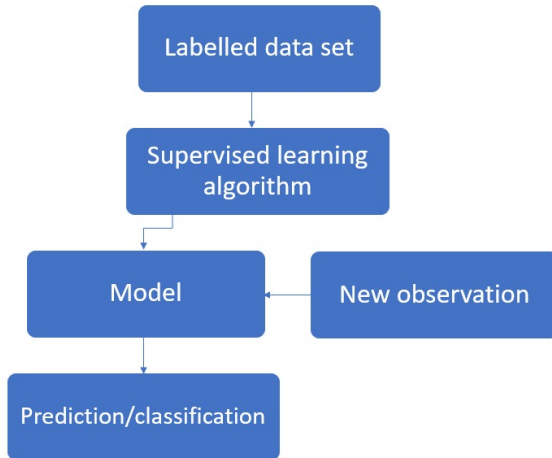 Labelled data set
Supervised learning
algorithm
Model
New observation
Prediction/classification